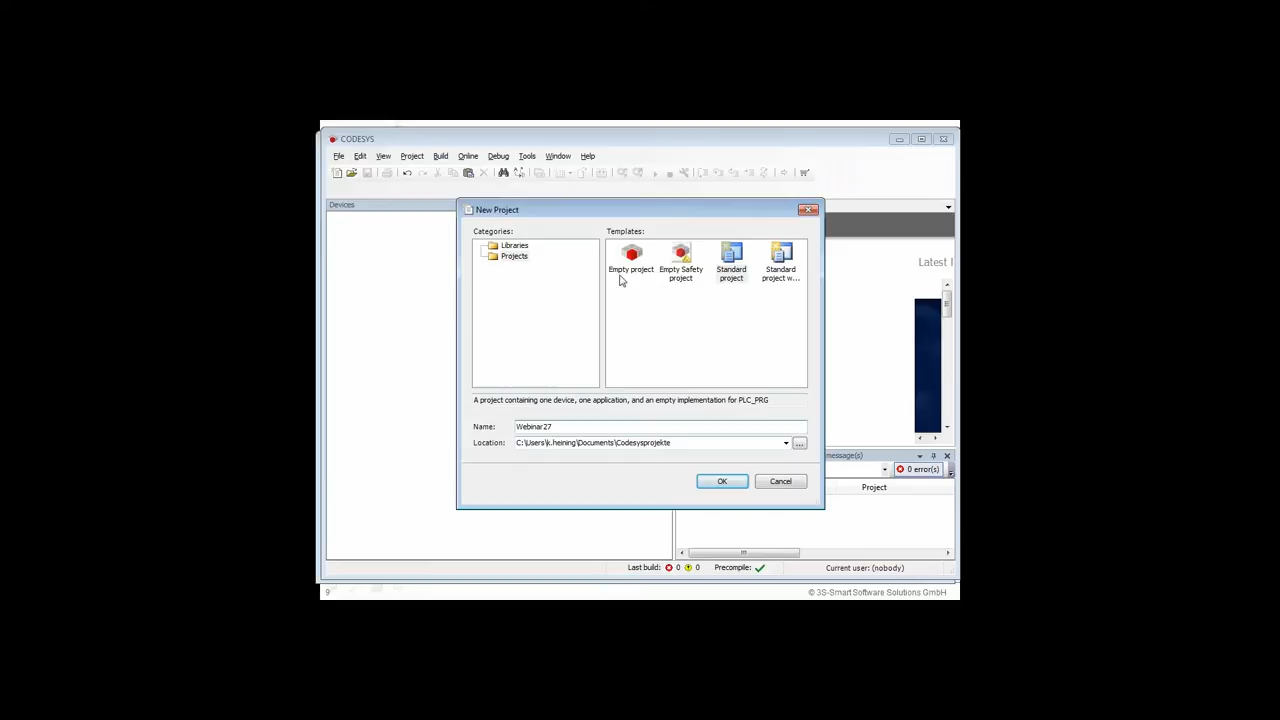 CODESYS
File Edit View Project Build Online Debug Tools Window Help
Devices
New Project
Categories: Templates:
Libraries
Projects
Empty project
Empty Safety
project
Standard
project
Standard
project w...
Latest
A project containing one device, one application, and an empty implementation for PLC_PRG
Name: Webinar27
Location: C:\Users\k.heining\Documents\Codesysprojekte
...
OK Cancel
message(s)
0 error(s)
Project
Last build: 0 0 Precompile: Current user: (nobody)
9 © 3S-Smart Software Solutions GmbH